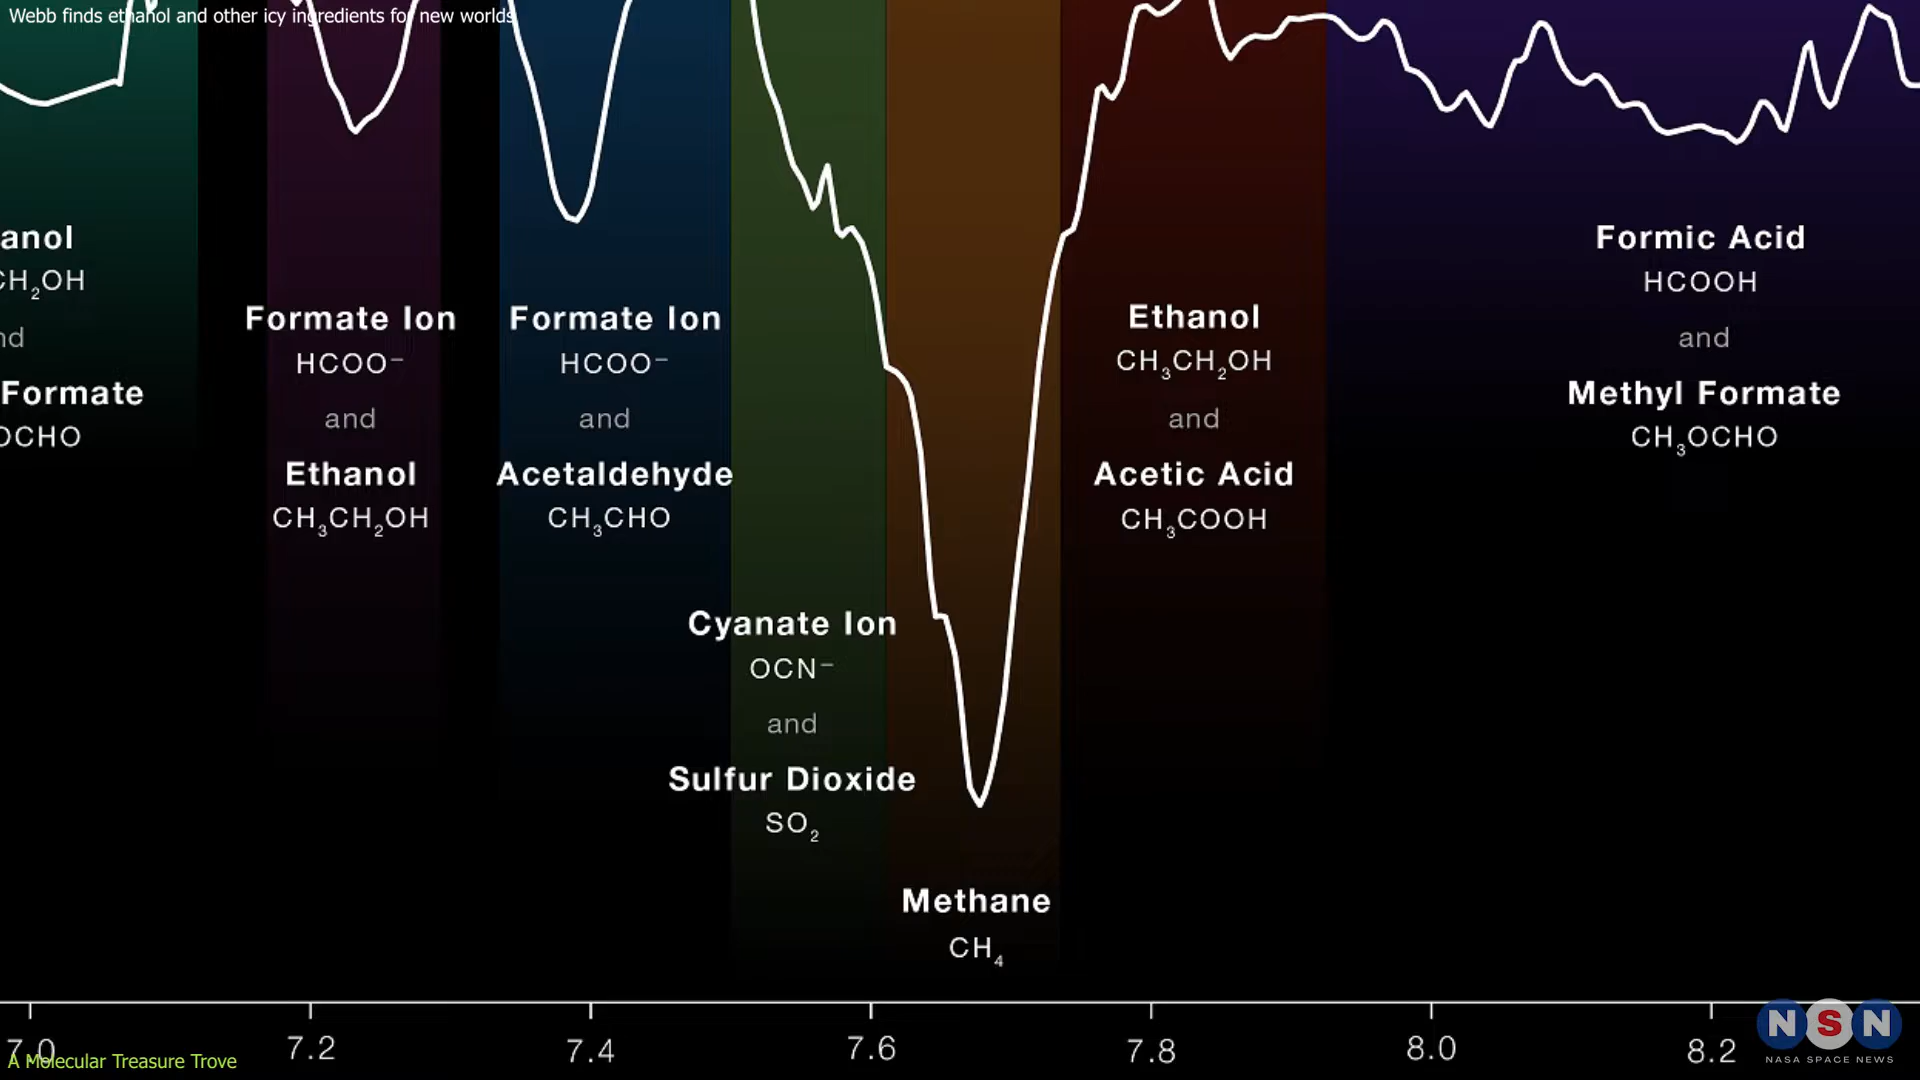 Webb finds ethanol and other icy ingredients for new worlds
anol
CH₂OH
nd
Formate
OCHO
Formate Ion
HCOO⁻
and
Ethanol
CH₃CH₂OH
Formate Ion
HCOO⁻
and
Acetaldehyde
CH₃CHO
Cyanate Ion
OCN⁻
and
Sulfur Dioxide
SO₂
Methane
CH₄
Ethanol
CH₃CH₂OH
and
Acetic Acid
CH₃COOH
Formic Acid
HCOOH
and
Methyl Formate
CH₃OCHO
7.0 7.2 7.4 7.6 7.8 8.0 8.2
A Molecular Treasure Trove
NSN
NASA SPACE NEWS